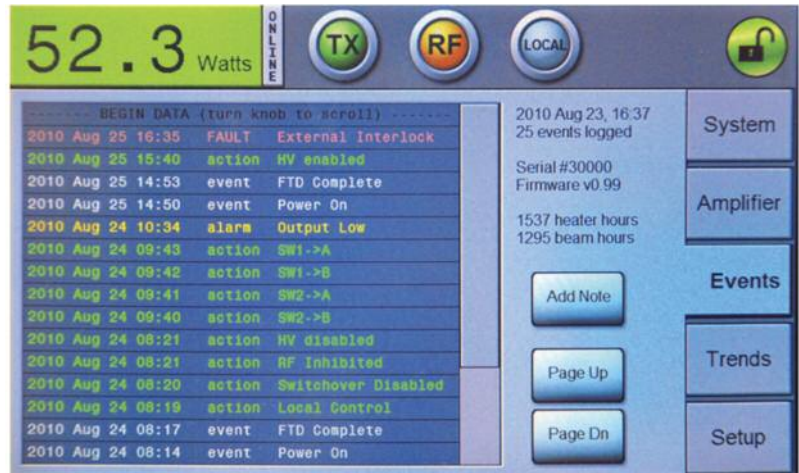 52.3 Watts
ONLINE
TX
RF
LOCAL
------- BEGIN DATA (turn knob to scroll) -------
2010 Aug 25 16:35 FAULT External Interlock
2010 Aug 25 15:40 action HV enabled
2010 Aug 25 14:53 event FTD Complete
2010 Aug 25 14:50 event Power On
2010 Aug 24 10:34 alarm Output Low
2010 Aug 24 09:43 action SW1->A
2010 Aug 24 09:42 action SW1->B
2010 Aug 24 09:41 action SW2->A
2010 Aug 24 09:40 action SW2->B
2010 Aug 24 08:21 action HV disabled
2010 Aug 24 08:21 action RF Inhibited
2010 Aug 24 08:20 action Switchover Disabled
2010 Aug 24 08:19 action Local Control
2010 Aug 24 08:17 event FTD Complete
2010 Aug 24 08:14 event Power On
2010 Aug 23, 16:37
25 events logged
Serial #30000
Firmware v0.99
1537 heater hours
1295 beam hours
Add Note
Page Up
Page Dn
System
Amplifier
Events
Trends
Setup